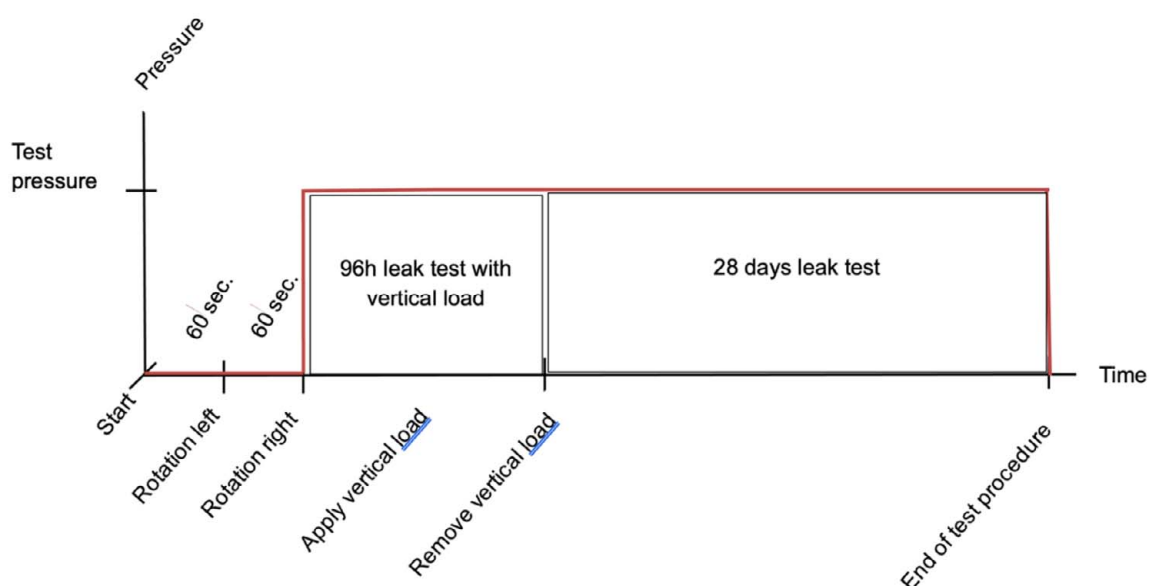 Pressure
Test
pressure
60 sec.
60 sec.
96h leak test with
vertical load
28 days leak test
Time
Start
Rotation left
Rotation right
Apply vertical load
Remove vertical load
End of test procedure